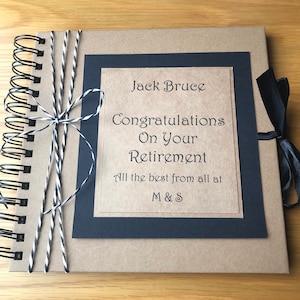 Jack Bruce
Congratulations
On Your
Retirement
All the best from all at
M & S